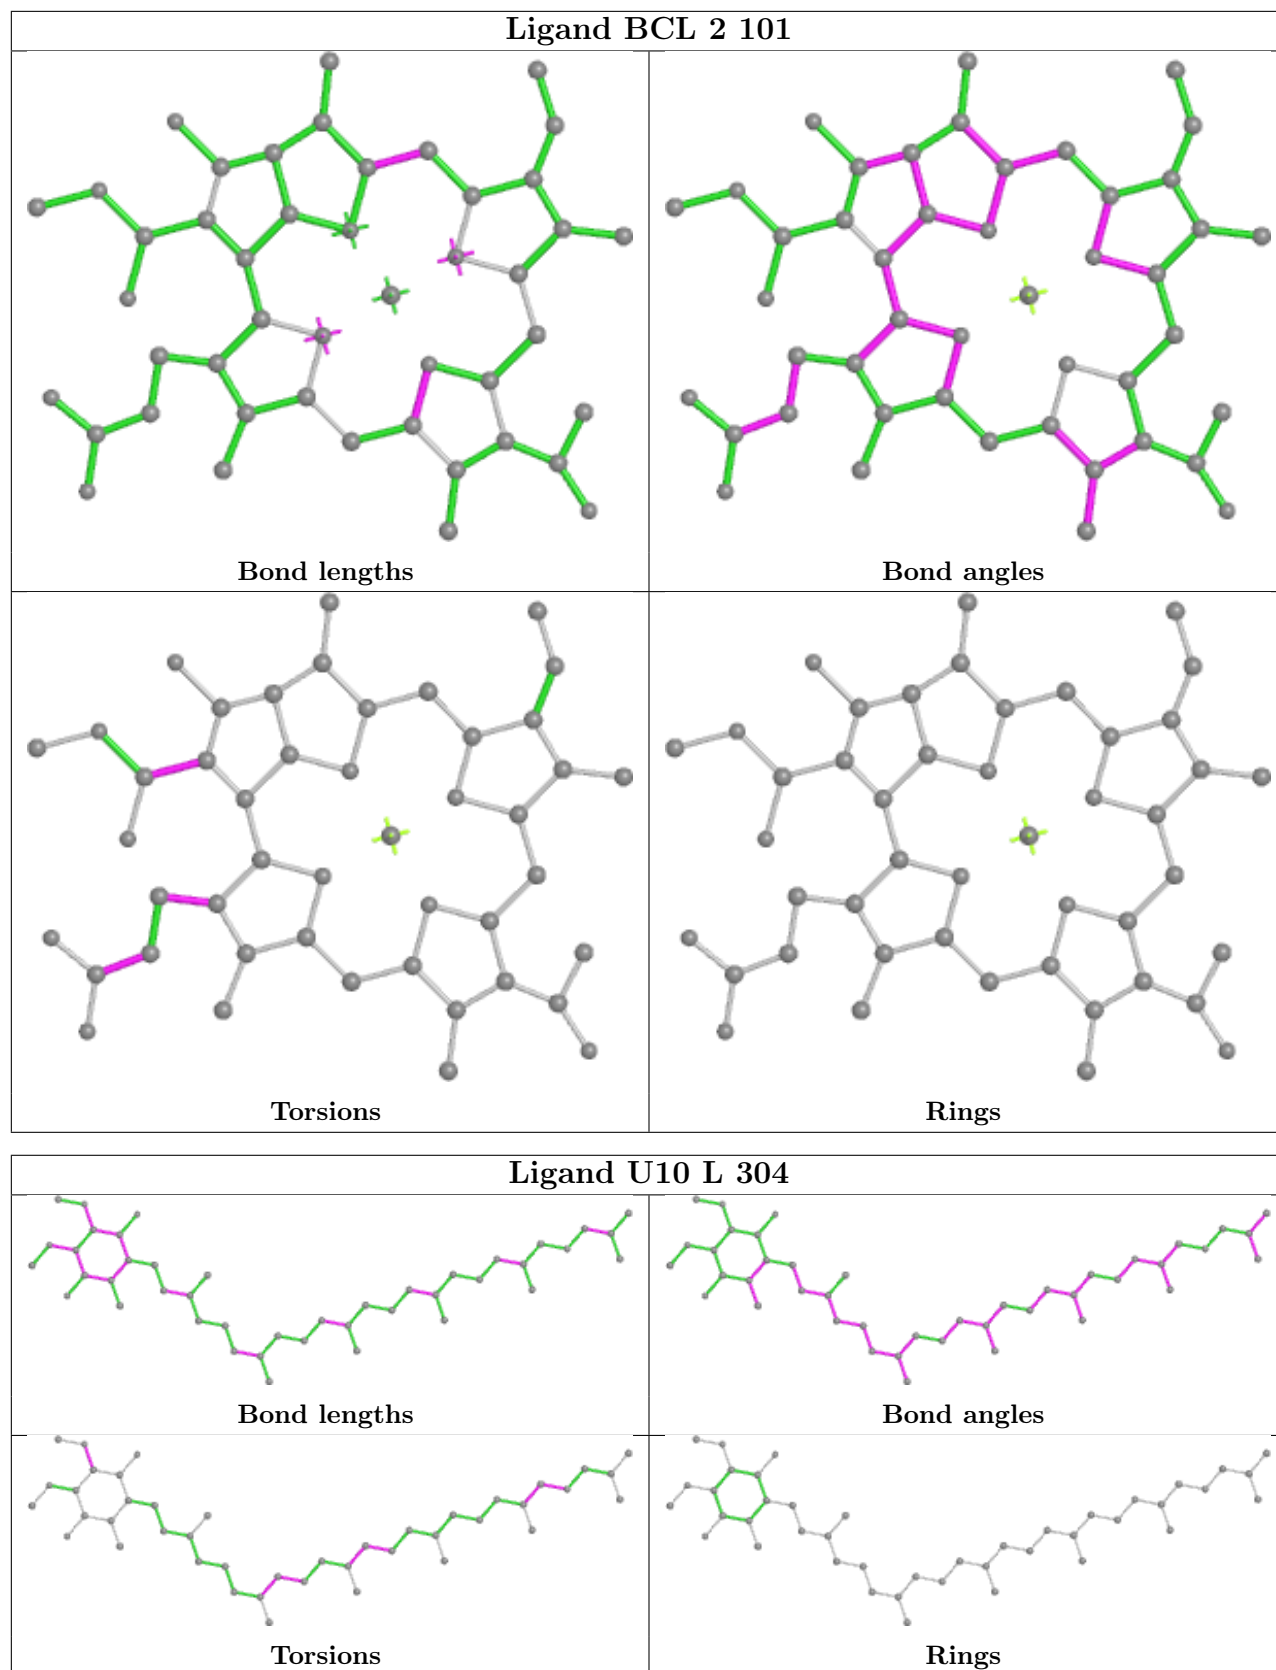 Ligand BCL 2 101
Bond lengths
Bond angles
Torsions
Rings
Ligand U10 L 304
Bond lengths
Bond angles
Torsions
Rings